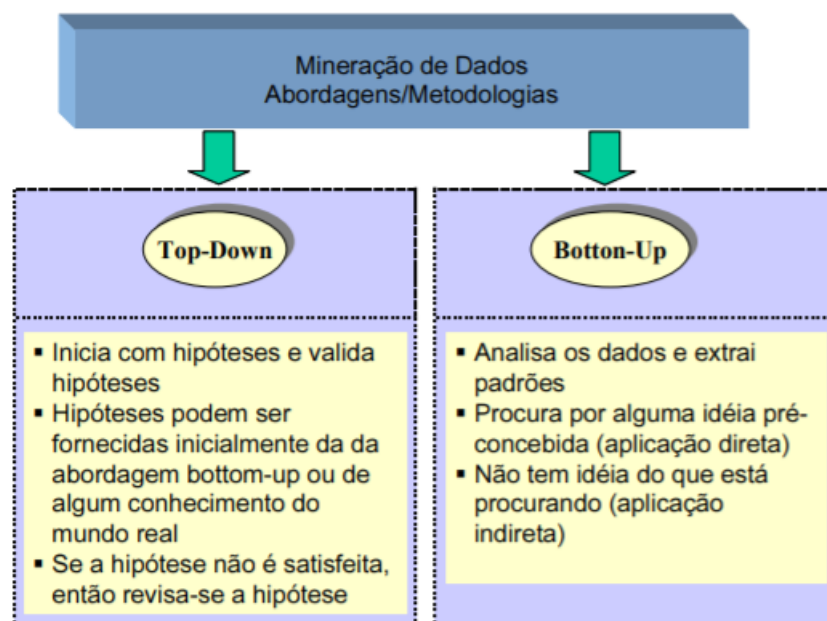 Mineração de Dados
Abordagens/Metodologias
Top-Down
▪ Inicia com hipóteses e valida
hipóteses
▪ Hipóteses podem ser
fornecidas inicialmente da da
abordagem bottom-up ou de
algum conhecimento do
mundo real
▪ Se a hipótese não é satisfeita,
então revisa-se a hipótese
Botton-Up
▪ Analisa os dados e extrai
padrões
▪ Procura por alguma idéia pré-
concebida (aplicação direta)
▪ Não tem idéia do que está
procurando (aplicação
indireta)